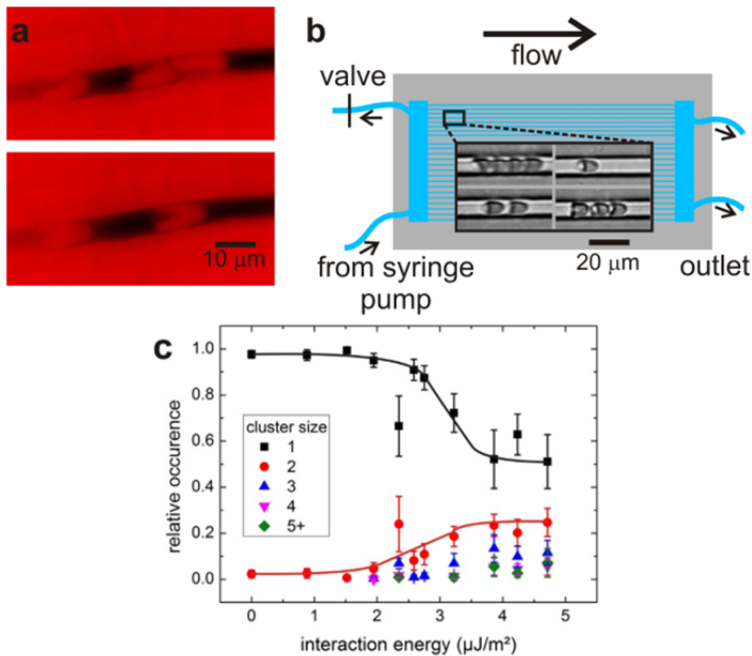 a
10 μm
b
flow
valve
from syringe
pump
20 μm
outlet
c
relative occurence
1.0
0.8
0.6
0.4
0.2
0.0
cluster size
1
2
3
4
5+
0 1 2 3 4 5
interaction energy (μJ/m²)